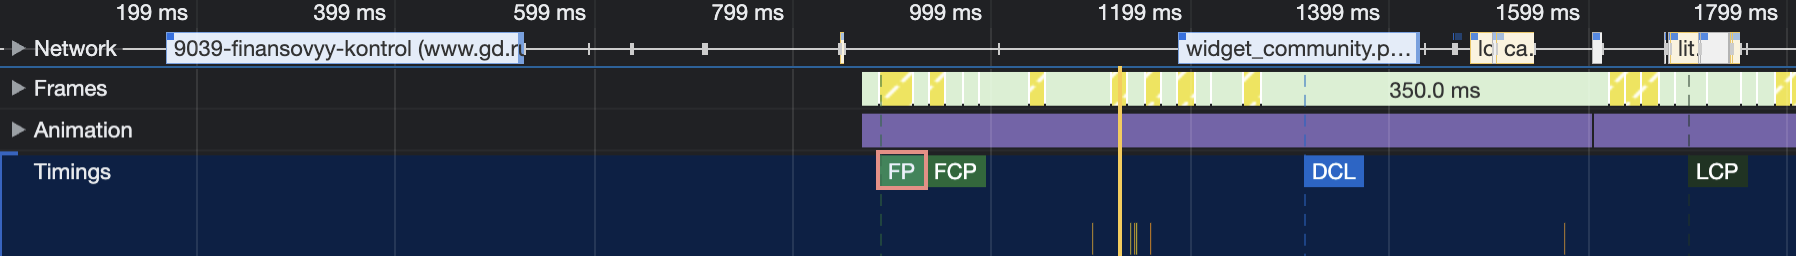 199 ms 399 ms 599 ms 799 ms 999 ms 1199 ms 1399 ms 1599 ms 1799 ms
Network 9039-finansovyy-kontrol (www.gd.ru widget_community.p... lc ca. lit.
Frames 350.0 ms
Animation
Timings FP FCP DCL LCP